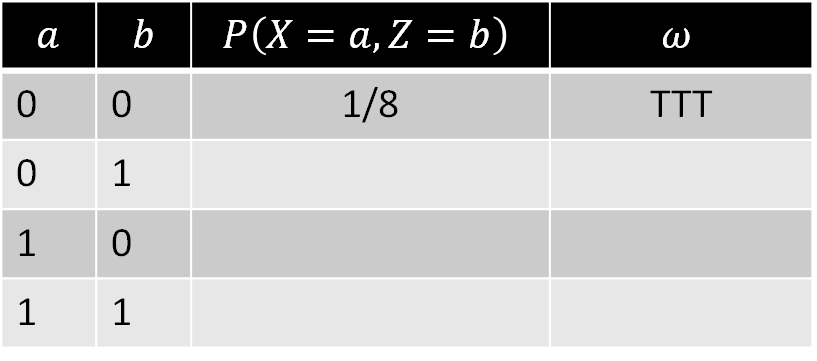 a b P(X = a, Z = b) ω
0 0 1/8 TTT
0 1
1 0
1 1